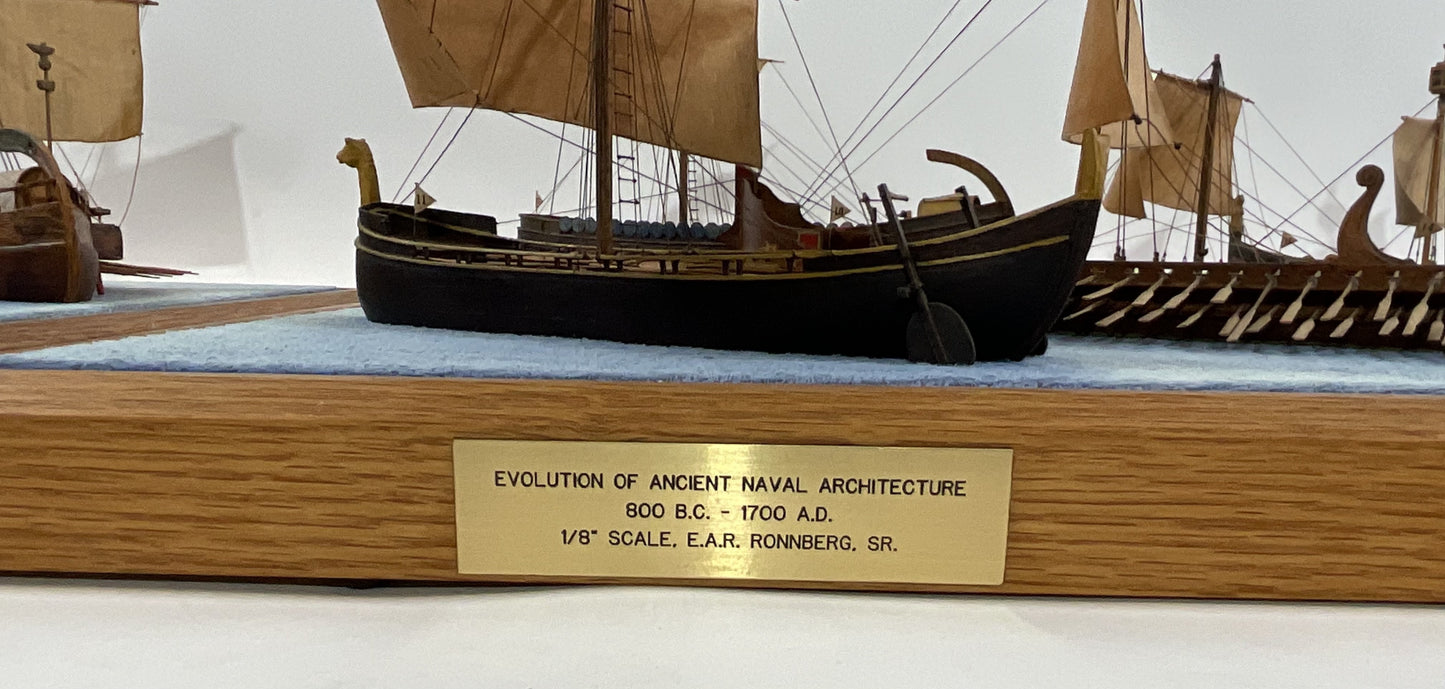 EVOLUTION OF ANCIENT NAVAL ARCHITECTURE
800 B.C. - 1700 A.D.
1/8" SCALE, E.A.R. RONNBERG, SR.